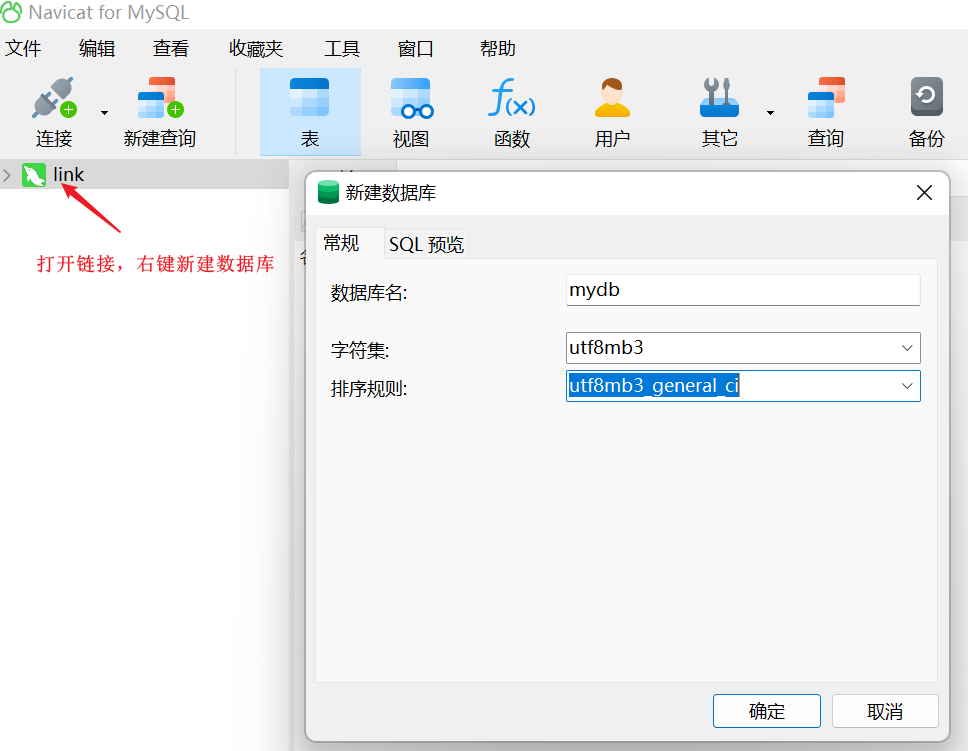 Navicat for MySQL
文件 编辑 查看 收藏夹 工具 窗口 帮助
连接 新建查询 表 视图 函数 用户 其它 查询 备份
link
打开链接，右键新建数据库
新建数据库
常规 SQL 预览
数据库名: mydb
字符集: utf8mb3
排序规则: utf8mb3_general_ci
确定 取消